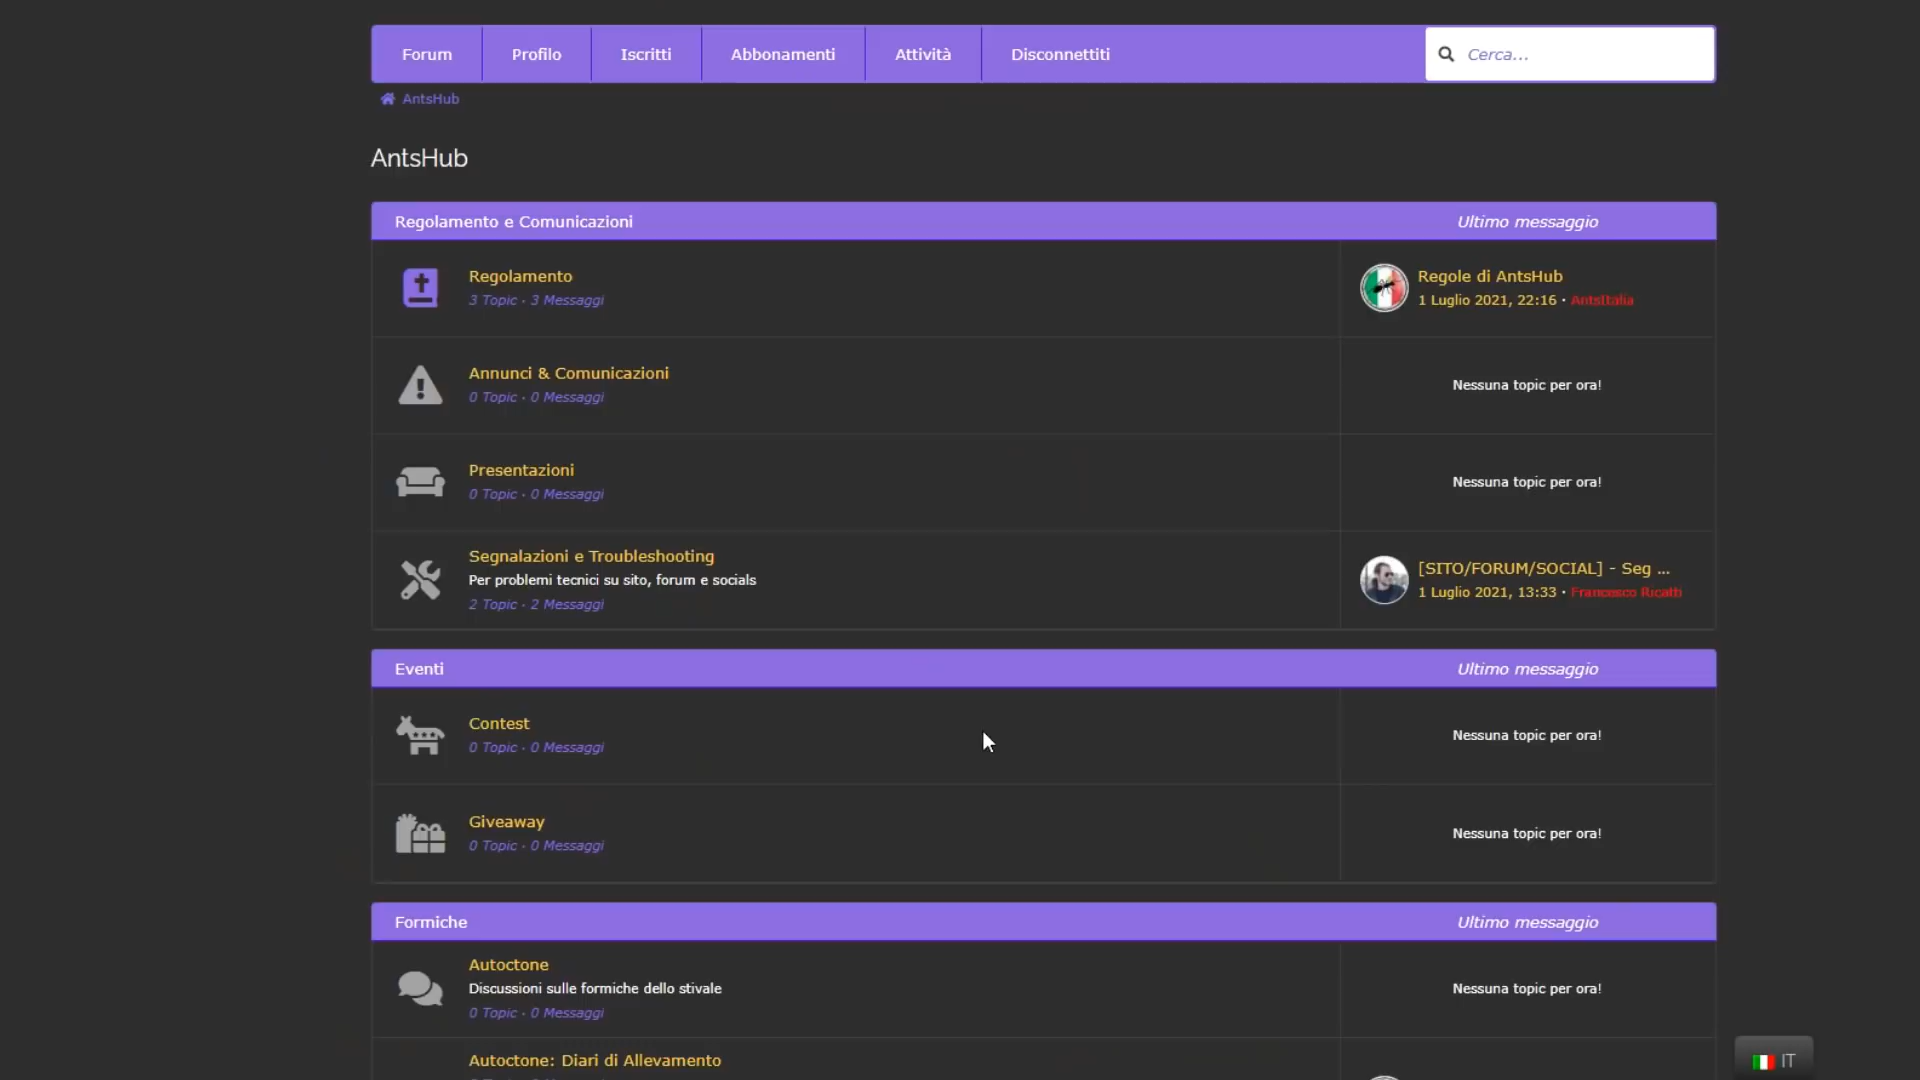 Forum Profilo Iscritti Abbonamenti Attività Disconnettiti Cerca...
AntsHub
AntsHub
Regolamento e Comunicazioni Ultimo messaggio
Regolamento
3 Topic · 3 Messaggi
Regole di AntsHub
1 Luglio 2021, 22:16 · AntsItalia
Annunci & Comunicazioni
0 Topic · 0 Messaggi
Nessuna topic per ora!
Presentazioni
0 Topic · 0 Messaggi
Nessuna topic per ora!
Segnalazioni e Troubleshooting
Per problemi tecnici su sito, forum e socials
2 Topic · 2 Messaggi
[SITO/FORUM/SOCIAL] - Seg ...
1 Luglio 2021, 13:33 · Francesco Ricatti
Eventi Ultimo messaggio
Contest
0 Topic · 0 Messaggi
Nessuna topic per ora!
Giveaway
0 Topic · 0 Messaggi
Nessuna topic per ora!
Formiche Ultimo messaggio
Autoctone
Discussioni sulle formiche dello stivale
0 Topic · 0 Messaggi
Nessuna topic per ora!
Autoctone: Diari di Allevamento
IT